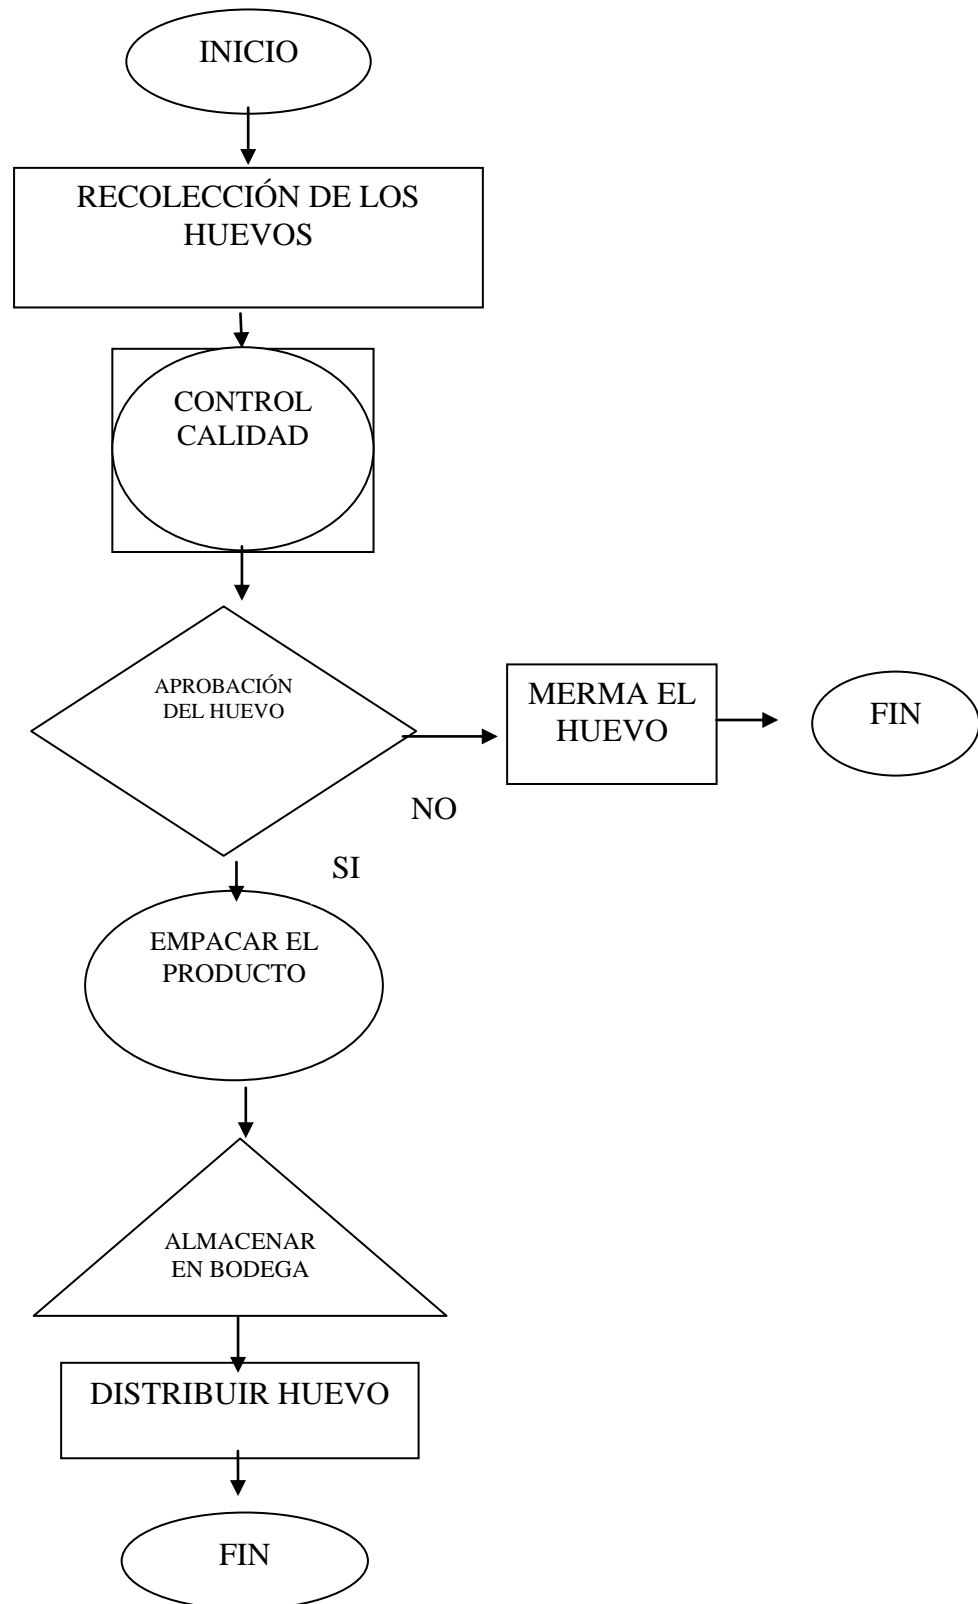 INICIO
RECOLECCIÓN DE LOS
HUEVOS
CONTROL
CALIDAD
APROBACIÓN
DEL HUEVO
MERMA EL
HUEVO
FIN
NO
SI
EMPACAR EL
PRODUCTO
ALMACENAR
EN BODEGA
DISTRIBUIR HUEVO
FIN